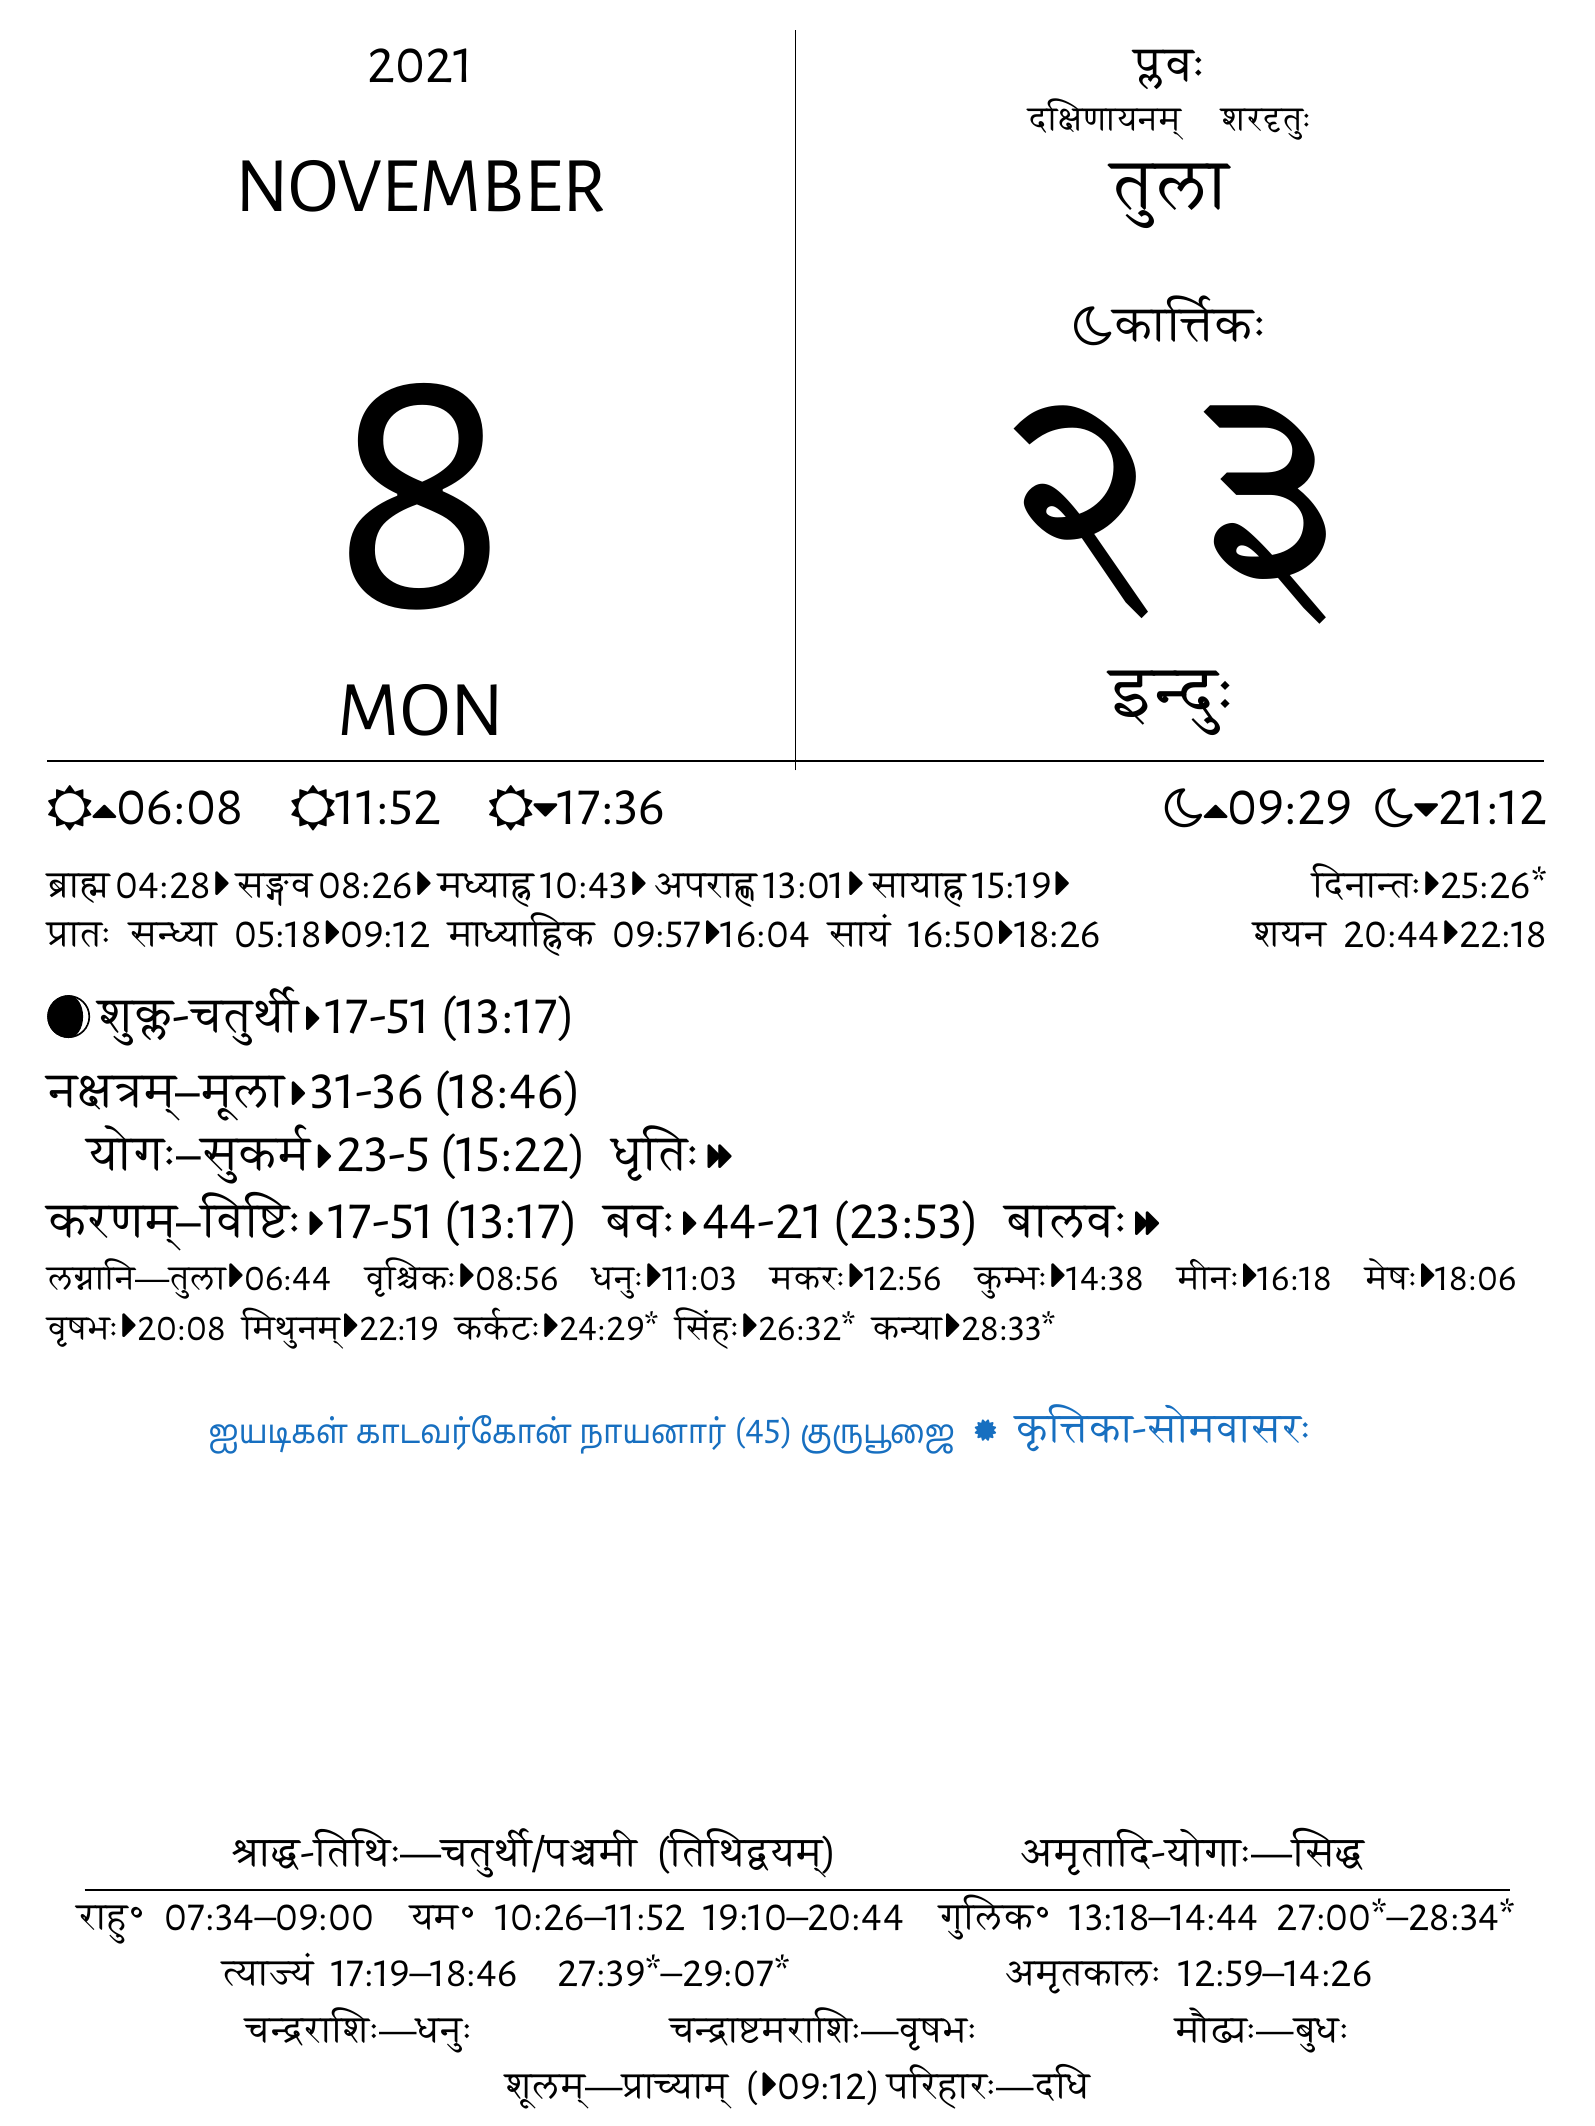 2021
NOVEMBER
8
MON
प्लवः
दक्षिणायनम् शरदृतुः
तुला
कार्त्तिकः
२३
इन्दुः
06:08 11:52 17:36 09:29 21:12
ब्राह्म 04:28 सङ्गव 08:26 मध्याह्न 10:43 अपराह्ण 13:01 सायाह्न 15:19 दिनान्तः 25:26*
प्रातः सन्ध्या 05:18 09:12 माध्याह्निक 09:57 16:04 सायं 16:50 18:26 शयन 20:44 22:18
शुक्ल-चतुर्थी 17-51 (13:17)
नक्षत्रम्–मूला 31-36 (18:46)
योगः–सुकर्म 23-5 (15:22) धृतिः
करणम्–विष्टिः 17-51 (13:17) बवः 44-21 (23:53) बालवः
लग्नानि—तुला 06:44 वृश्चिकः 08:56 धनुः 11:03 मकरः 12:56 कुम्भः 14:38 मीनः 16:18 मेषः 18:06
वृषभः 20:08 मिथुनम् 22:19 कर्कटः 24:29* सिंहः 26:32* कन्या 28:33*
ஐயடிகள் காடவர்கோன் நாயனார் (45) குருபூஜை ✹ कृत्तिका-सोमवासरः
श्राद्ध-तिथिः—चतुर्थी/पञ्चमी (तिथिद्वयम्) अमृतादि-योगाः—सिद्ध
राहु॰ 07:34–09:00 यम॰ 10:26–11:52 19:10–20:44 गुलिक॰ 13:18–14:44 27:00*–28:34*
त्याज्यं 17:19–18:46 27:39*–29:07* अमृतकालः 12:59–14:26
चन्द्रराशिः—धनुः चन्द्राष्टमराशिः—वृषभः मौढ्यः—बुधः
शूलम्—प्राच्याम् (09:12) परिहारः—दधि